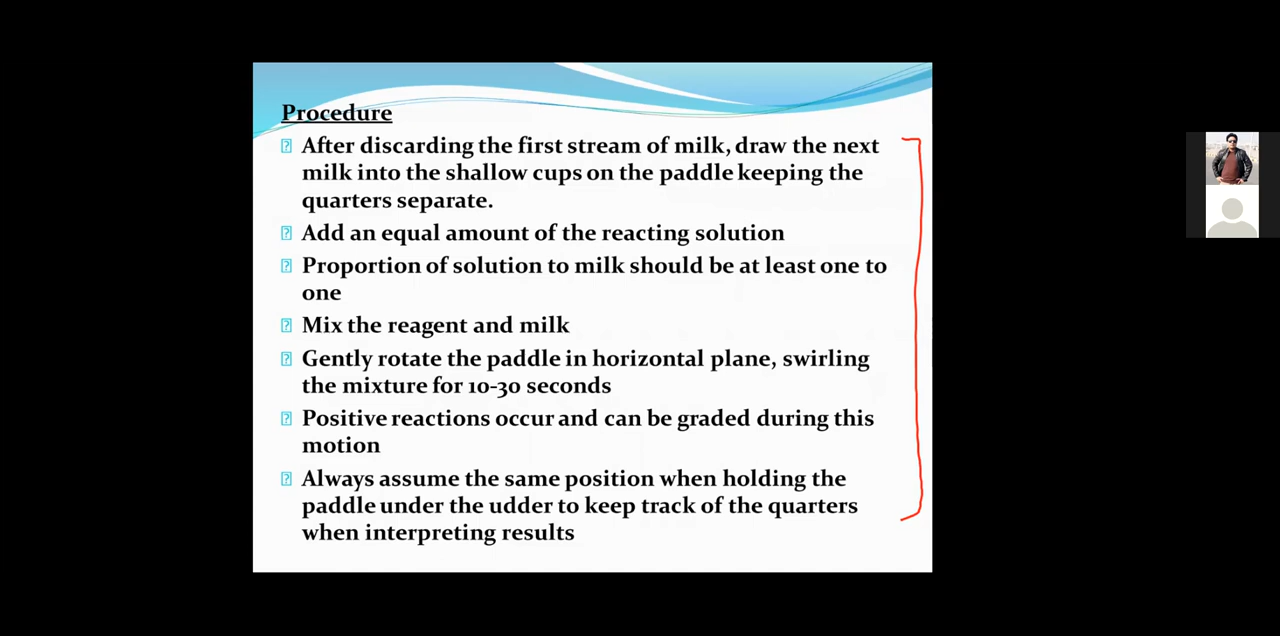 Procedure
After discarding the first stream of milk, draw the next
milk into the shallow cups on the paddle keeping the
quarters separate.
Add an equal amount of the reacting solution
Proportion of solution to milk should be at least one to
one
Mix the reagent and milk
Gently rotate the paddle in horizontal plane, swirling
the mixture for 10-30 seconds
Positive reactions occur and can be graded during this
motion
Always assume the same position when holding the
paddle under the udder to keep track of the quarters
when interpreting results